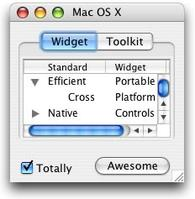 Mac OS X
Widget Toolkit
Standard Widget
Efficient Portable
Cross Platform
Native Controls
Totally Awesome